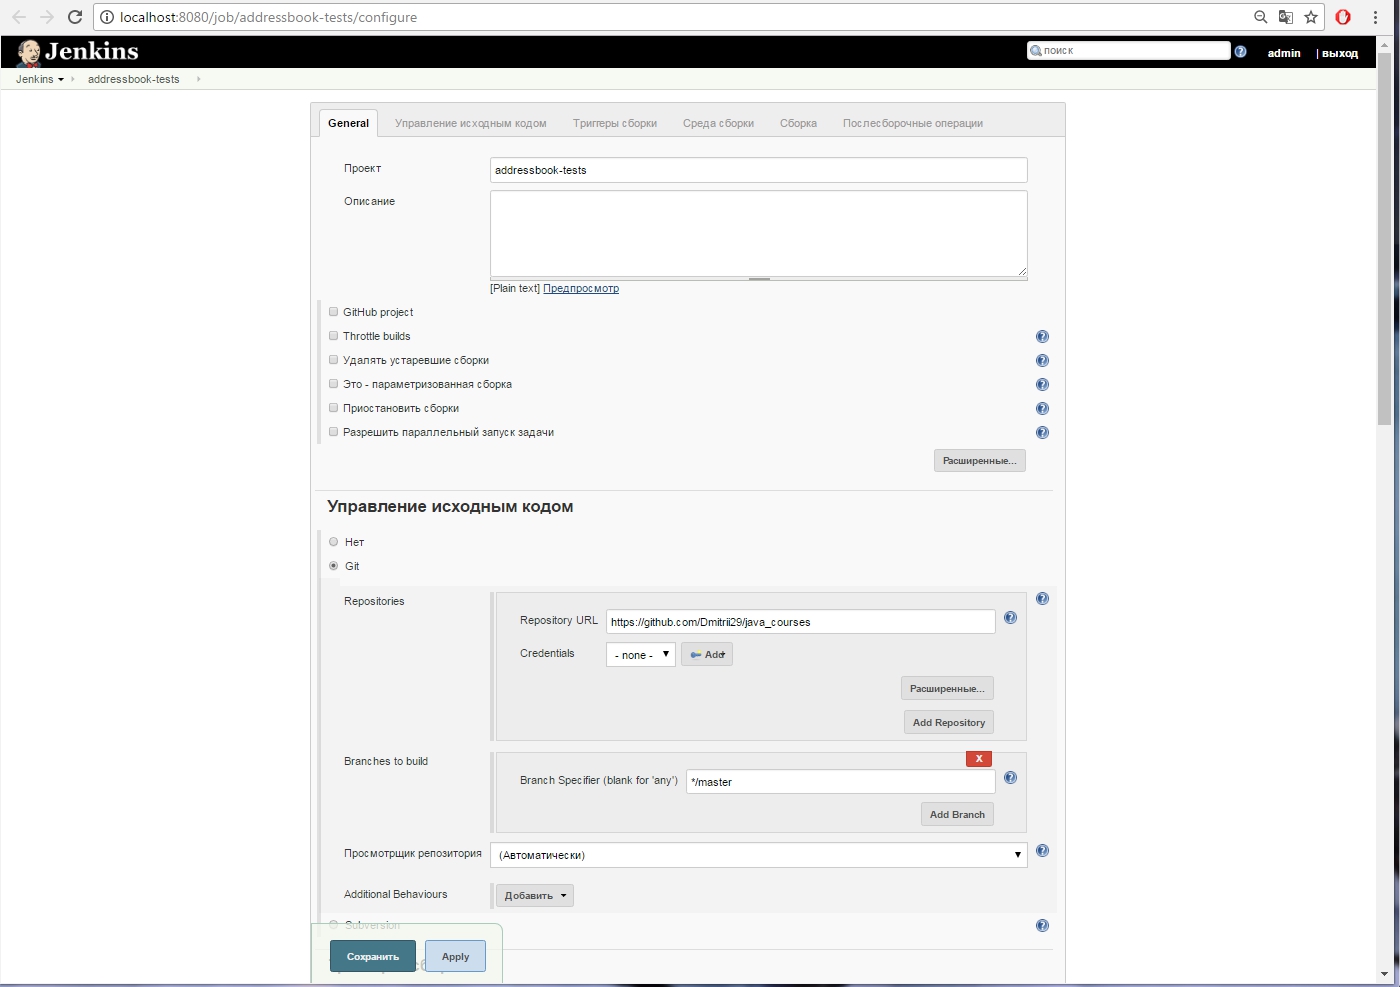 localhost:8080/job/addressbook-tests/configure
Jenkins
поиск
admin | выход
Jenkins addressbook-tests
General Управление исходным кодом Триггеры сборки Среда сборки Сборка Послесборочные операции
Проект addressbook-tests
Описание
[Plain text] Предпросмотр
GitHub project
Throttle builds
Удалять устаревшие сборки
Это - параметризованная сборка
Приостановить сборки
Разрешить параллельный запуск задачи
Расширенные...
Управление исходным кодом
Нет
Git
Repositories
Repository URL https://github.com/Dmitrii29/java_courses
Credentials - none - Add
Расширенные...
Add Repository
Branches to build
X
Branch Specifier (blank for 'any') */master
Add Branch
Просмотрщик репозитория (Автоматически)
Additional Behaviours Добавить
Subversion
Сохранить Apply